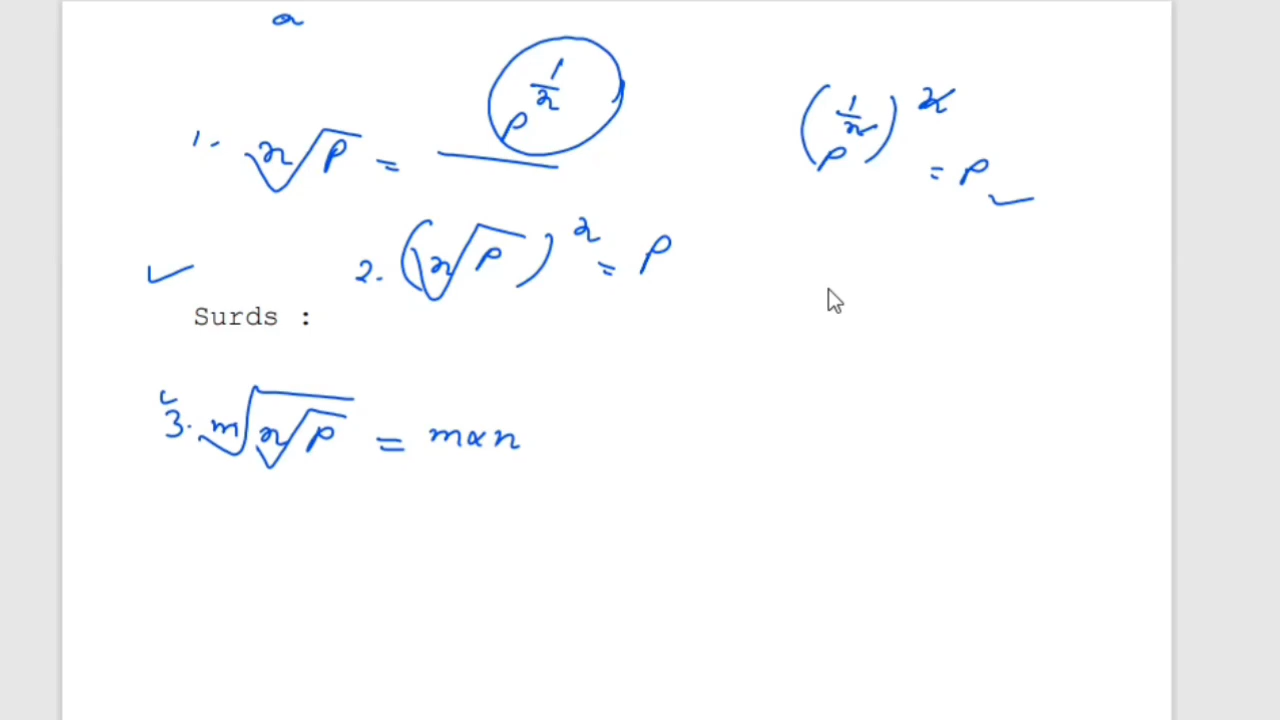 a
1. ⁿ√P = P^(1/n)
(P^(1/n))^n = P
2. (ⁿ√P)^n = P
Surds :
3. ᵐ√(ⁿ√P) = m×n